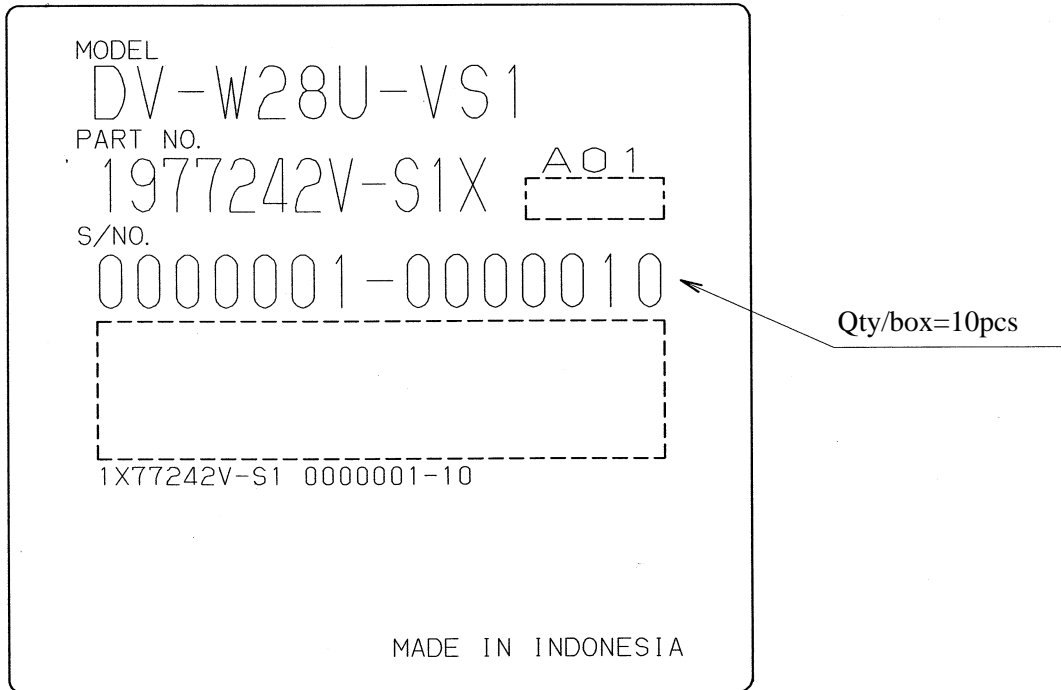 MODEL
DV-W28U-VS1
PART NO.
1977242V-S1X A01
S/NO.
0000001-0000010
Qty/box=10pcs
1X77242V-S1 0000001-10
MADE IN INDONESIA